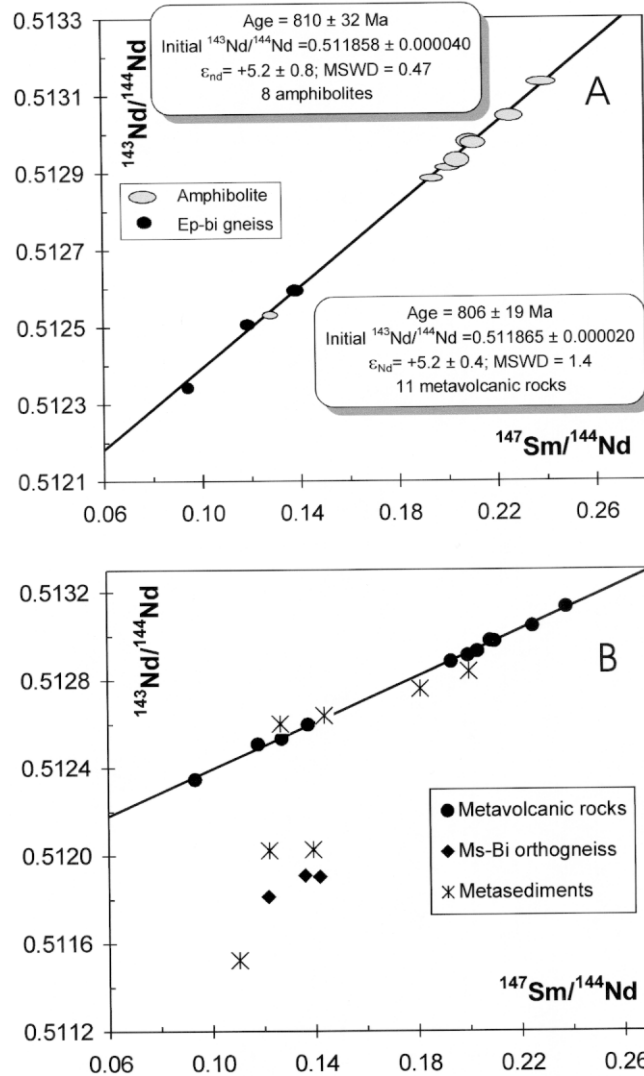 0.5133
Age = 810 ± 32 Ma
Initial ¹⁴³Nd/¹⁴⁴Nd =0.511858 ± 0.000040
εnd= +5.2 ± 0.8; MSWD = 0.47
8 amphibolites
¹⁴³Nd/¹⁴⁴Nd
A
0.5131
0.5129
Amphibolite
Ep-bi gneiss
0.5127
Age = 806 ± 19 Ma
Initial ¹⁴³Nd/¹⁴⁴Nd =0.511865 ± 0.000020
εNd= +5.2 ± 0.4; MSWD = 1.4
11 metavolcanic rocks
0.5125
0.5123
¹⁴⁷Sm/¹⁴⁴Nd
0.5121
0.06 0.10 0.14 0.18 0.22 0.26
0.5132
¹⁴³Nd/¹⁴⁴Nd
B
0.5128
0.5124
Metavolcanic rocks
Ms-Bi orthogneiss
Metasediments
0.5120
0.5116
¹⁴⁷Sm/¹⁴⁴Nd
0.5112
0.06 0.10 0.14 0.18 0.22 0.26